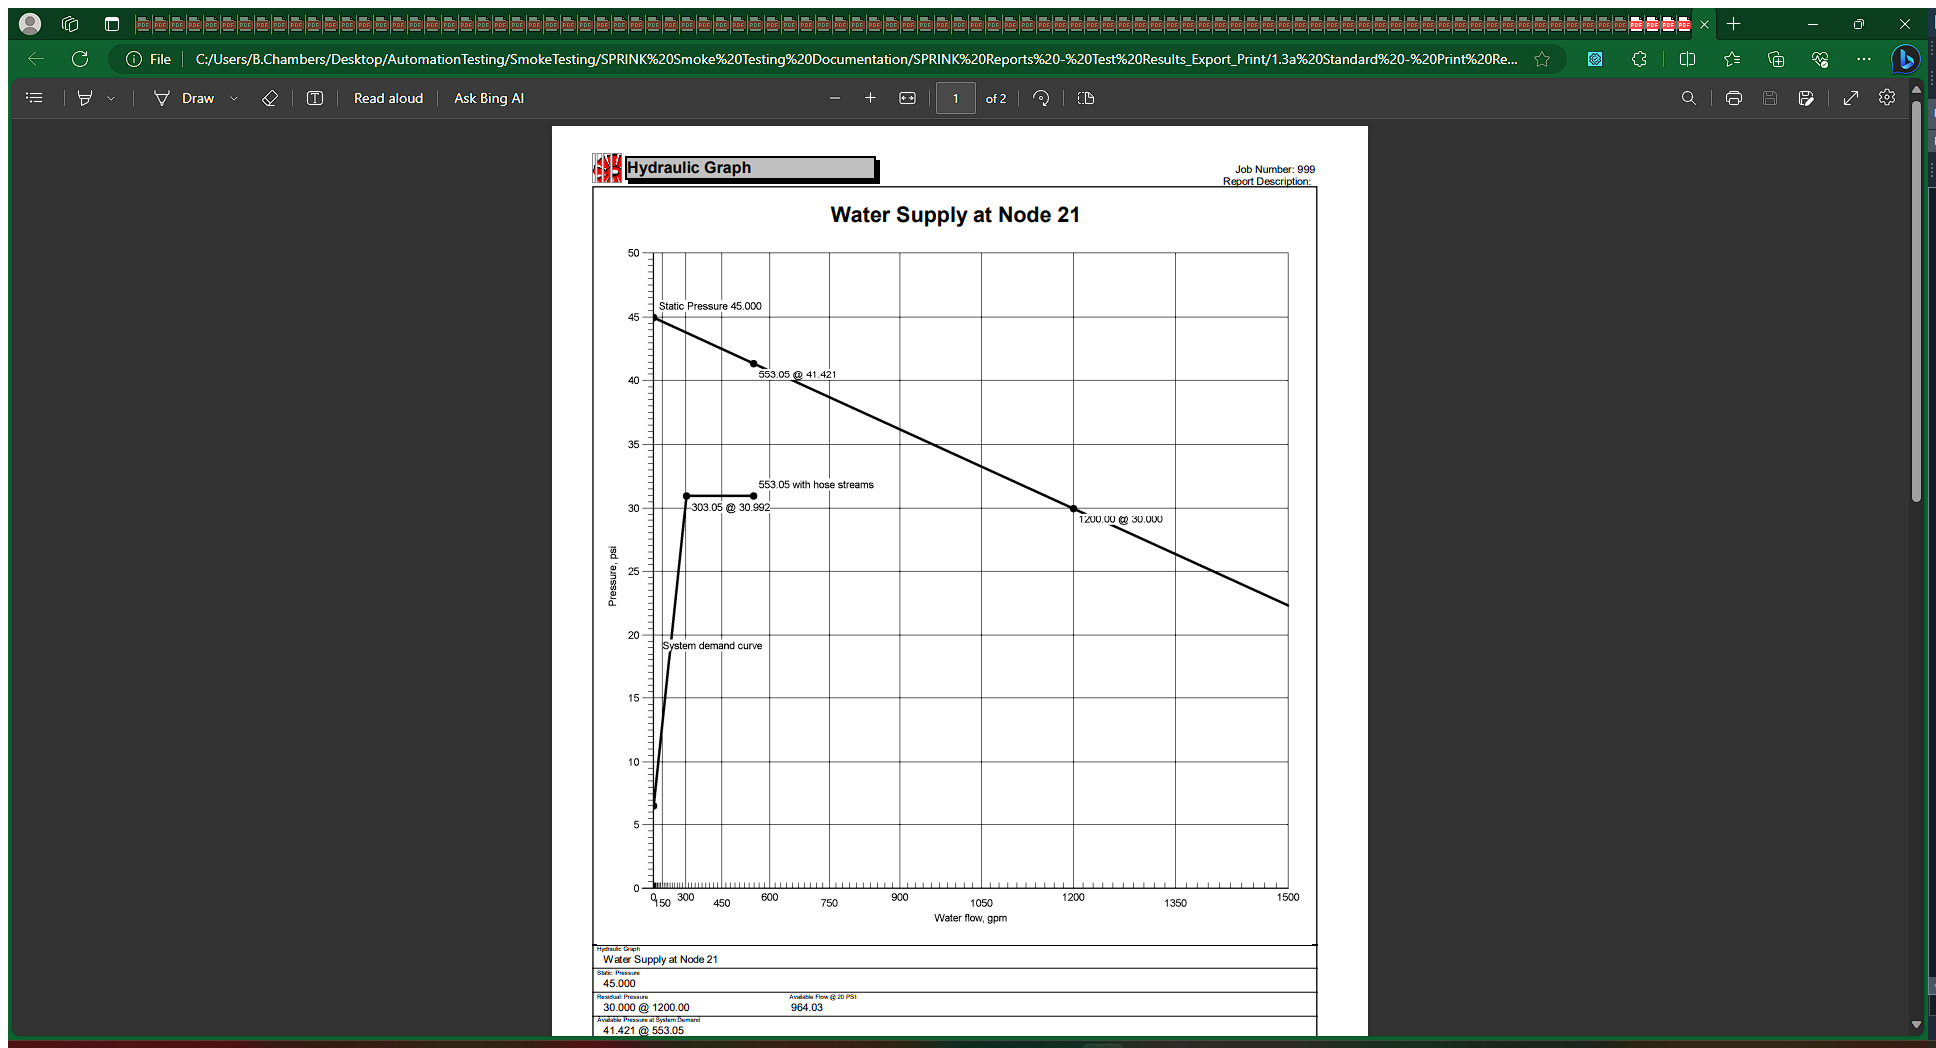 File
C:/Users/B.Chambers/Desktop/AutomationTesting/SmokeTesting/SPRINK%20Smoke%20Testing%20Documentation/SPRINK%20Reports%20-%20Test%20Results_Export_Print/1.3a%20Standard%20-%20Print%20Re...
Draw
Read aloud
Ask Bing AI
1 of 2
Hydraulic Graph
Job Number: 999
Report Description:
Water Supply at Node 21
50
Static Pressure 45.000
45
553.05 @ 41.421
40
35
553.05 with hose streams
303.05 @ 30.992
30
1200.00 @ 30.000
Pressure, psi
25
20
System demand curve
15
10
5
0
0 150 300 450 600 750 900 1050 1200 1350 1500
Water flow, gpm
Hydraulic Graph
Water Supply at Node 21
Static: Pressure
45.000
Residual: Pressure
30.000 @ 1200.00
Available Flow @ 20 PSI:
964.03
Available Pressure at System Demand
41.421 @ 553.05